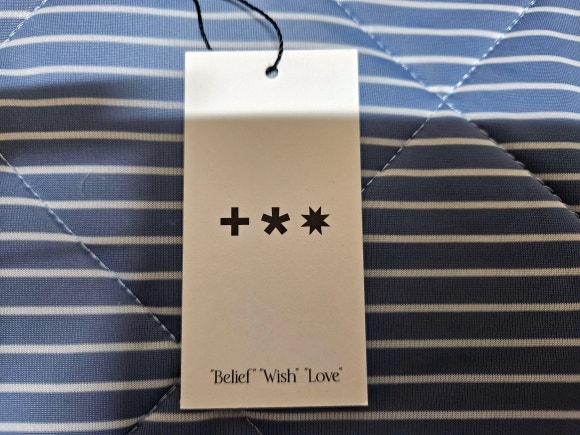 + * ✷
"Belief" "Wish" "Love"